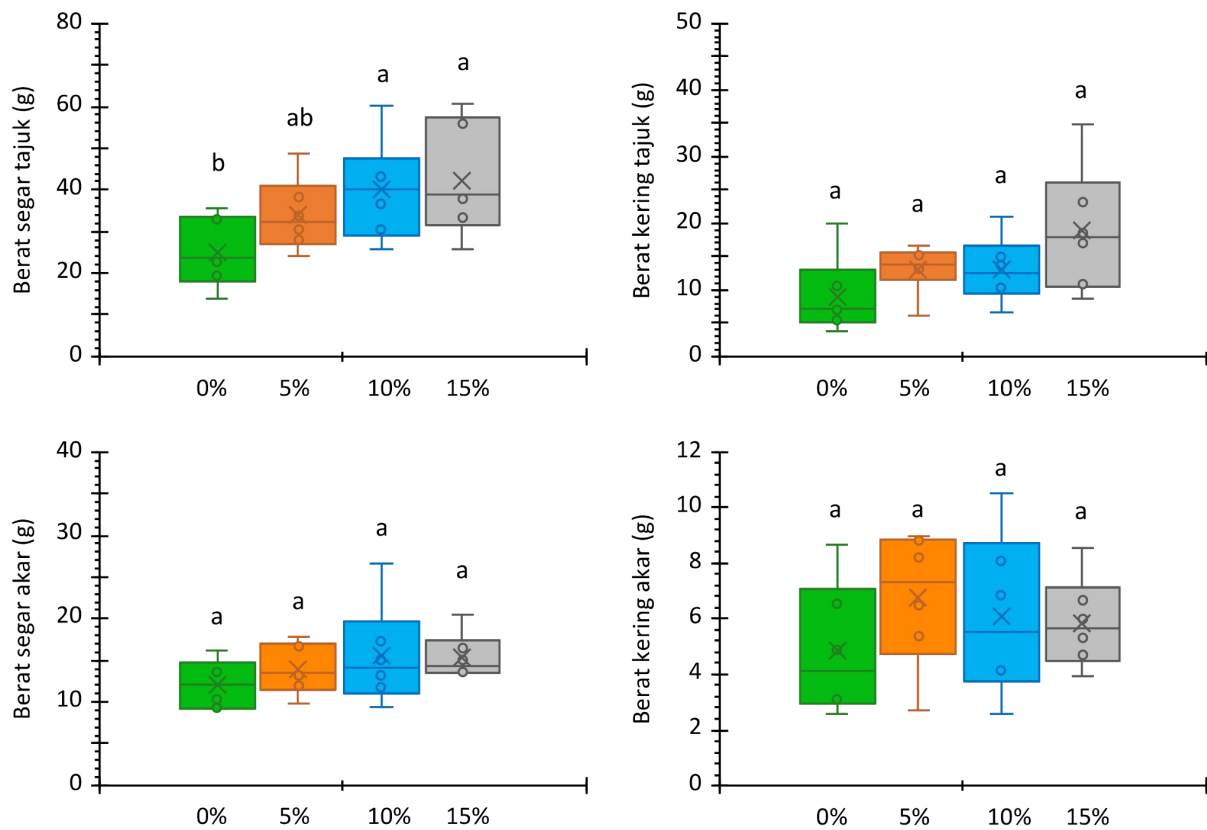 Berat segar tajuk (g)
80
60
40
20
0
b
ab
a
a
0% 5% 10% 15%
Berat kering tajuk (g)
50
40
30
20
10
0
a
a
a
a
0% 5% 10% 15%
Berat segar akar (g)
40
30
20
10
0
a
a
a
a
0% 5% 10% 15%
Berat kering akar (g)
12
10
8
6
4
2
0
a
a
a
a
0% 5% 10% 15%